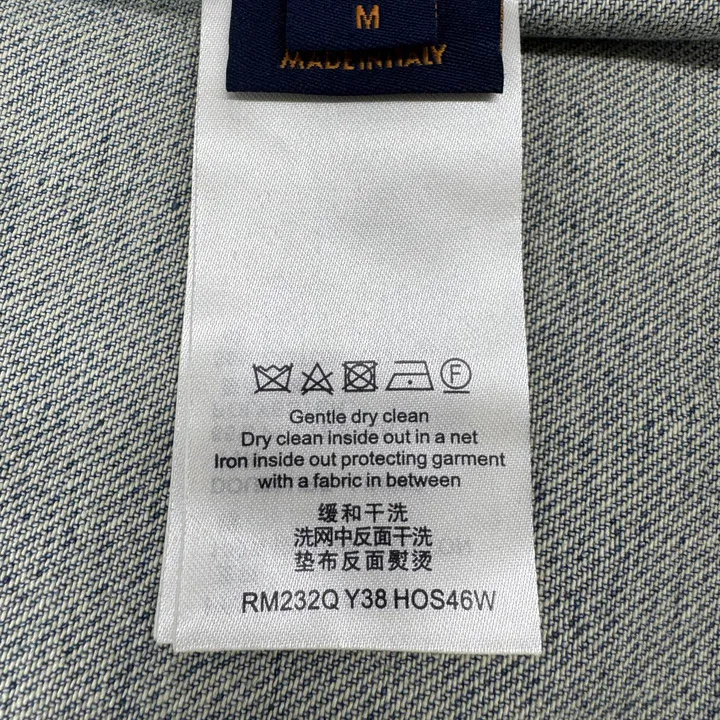 M
MADE IN ITALY
F
Gentle dry clean
Dry clean inside out in a net
Iron inside out protecting garment
with a fabric in between
缓和干洗
洗网中反面干洗
垫布反面熨烫
RM232Q Y38 HOS46W